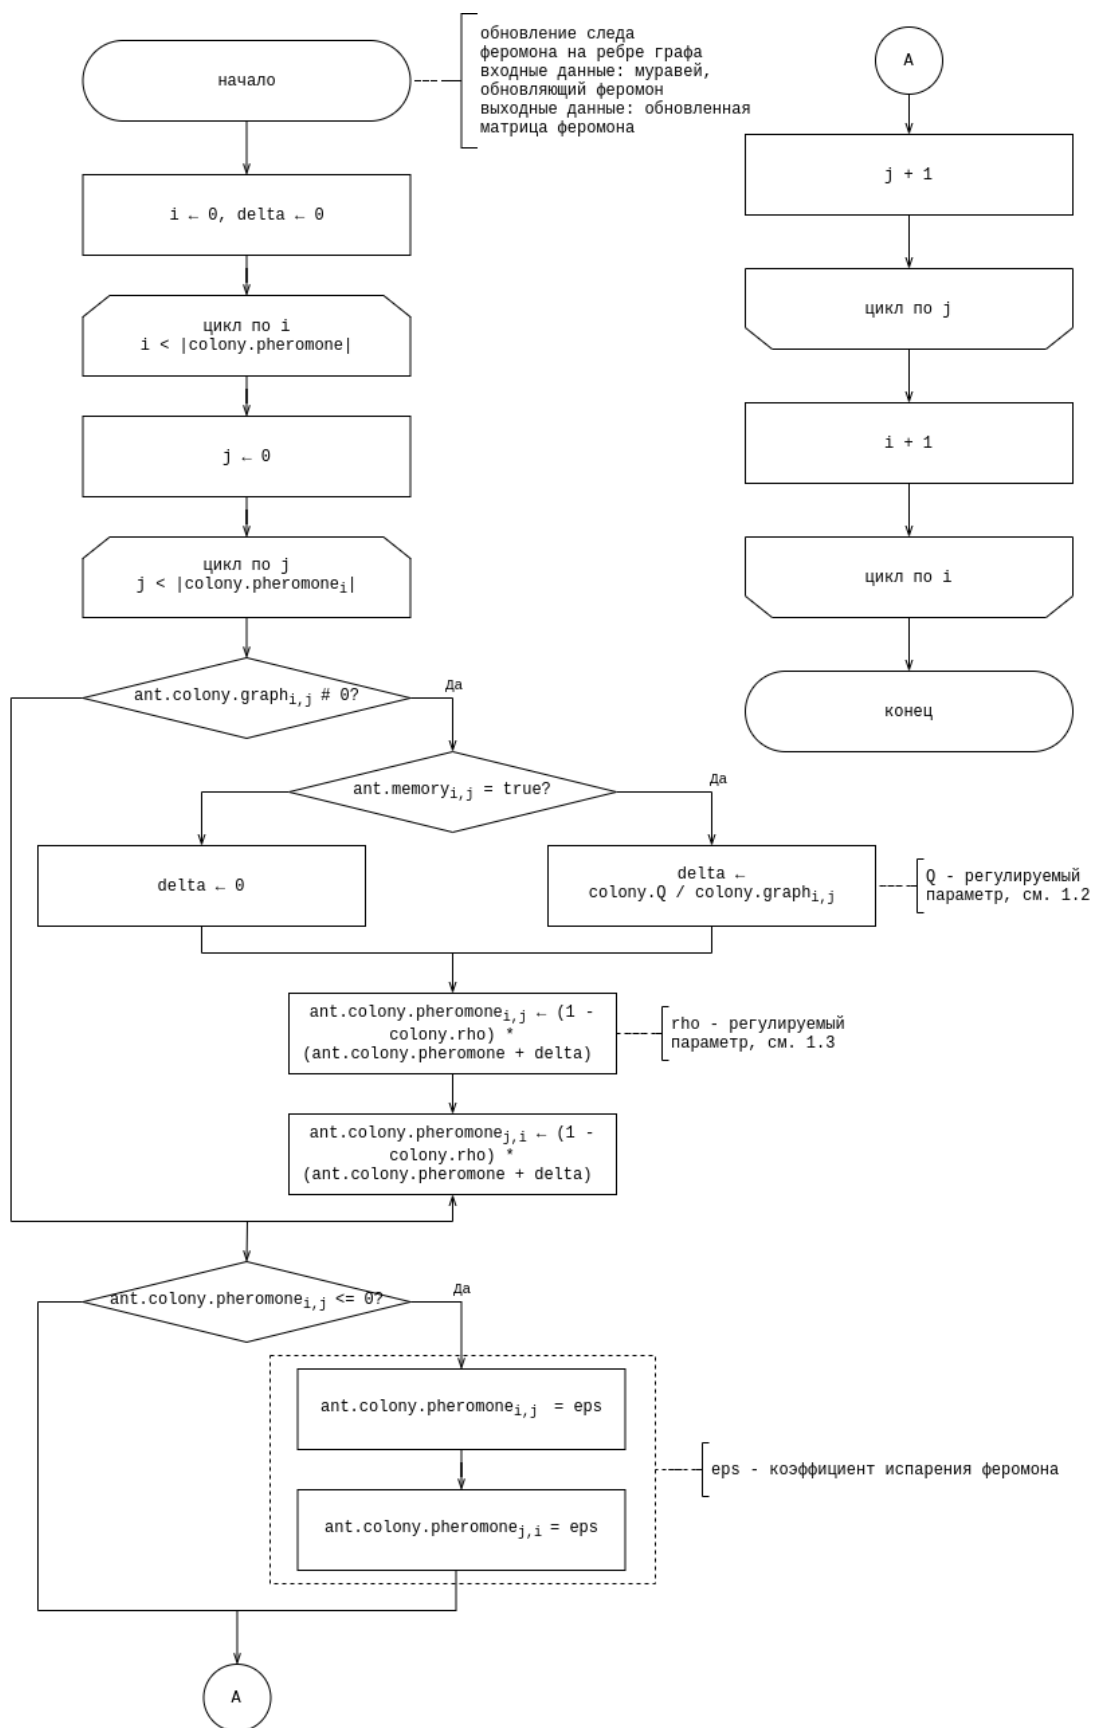 начало
обновление следа
феромона на ребре графа
входные данные: муравей,
обновляющий феромон
выходные данные: обновленная
матрица феромона
i ← 0, delta ← 0
цикл по i
i < |colony.pheromone|
j ← 0
цикл по j
j < |colony.pheromoneᵢ|
ant.colony.graphi,j # 0?
Да
ant.memoryi,j = true?
Да
delta ← 0
delta ←
colony.Q / colony.graphi,j
Q - регулируемый
параметр, см. 1.2
ant.colony.pheromonei,j ← (1 -
colony.rho) *
(ant.colony.pheromone + delta)
rho - регулируемый
параметр, см. 1.3
ant.colony.pheromonej,i ← (1 -
colony.rho) *
(ant.colony.pheromone + delta)
ant.colony.pheromonei,j <= 0?
Да
ant.colony.pheromonei,j = eps
ant.colony.pheromonej,i = eps
eps - коэффициент испарения феромона
A
A
j + 1
цикл по j
i + 1
цикл по i
конец